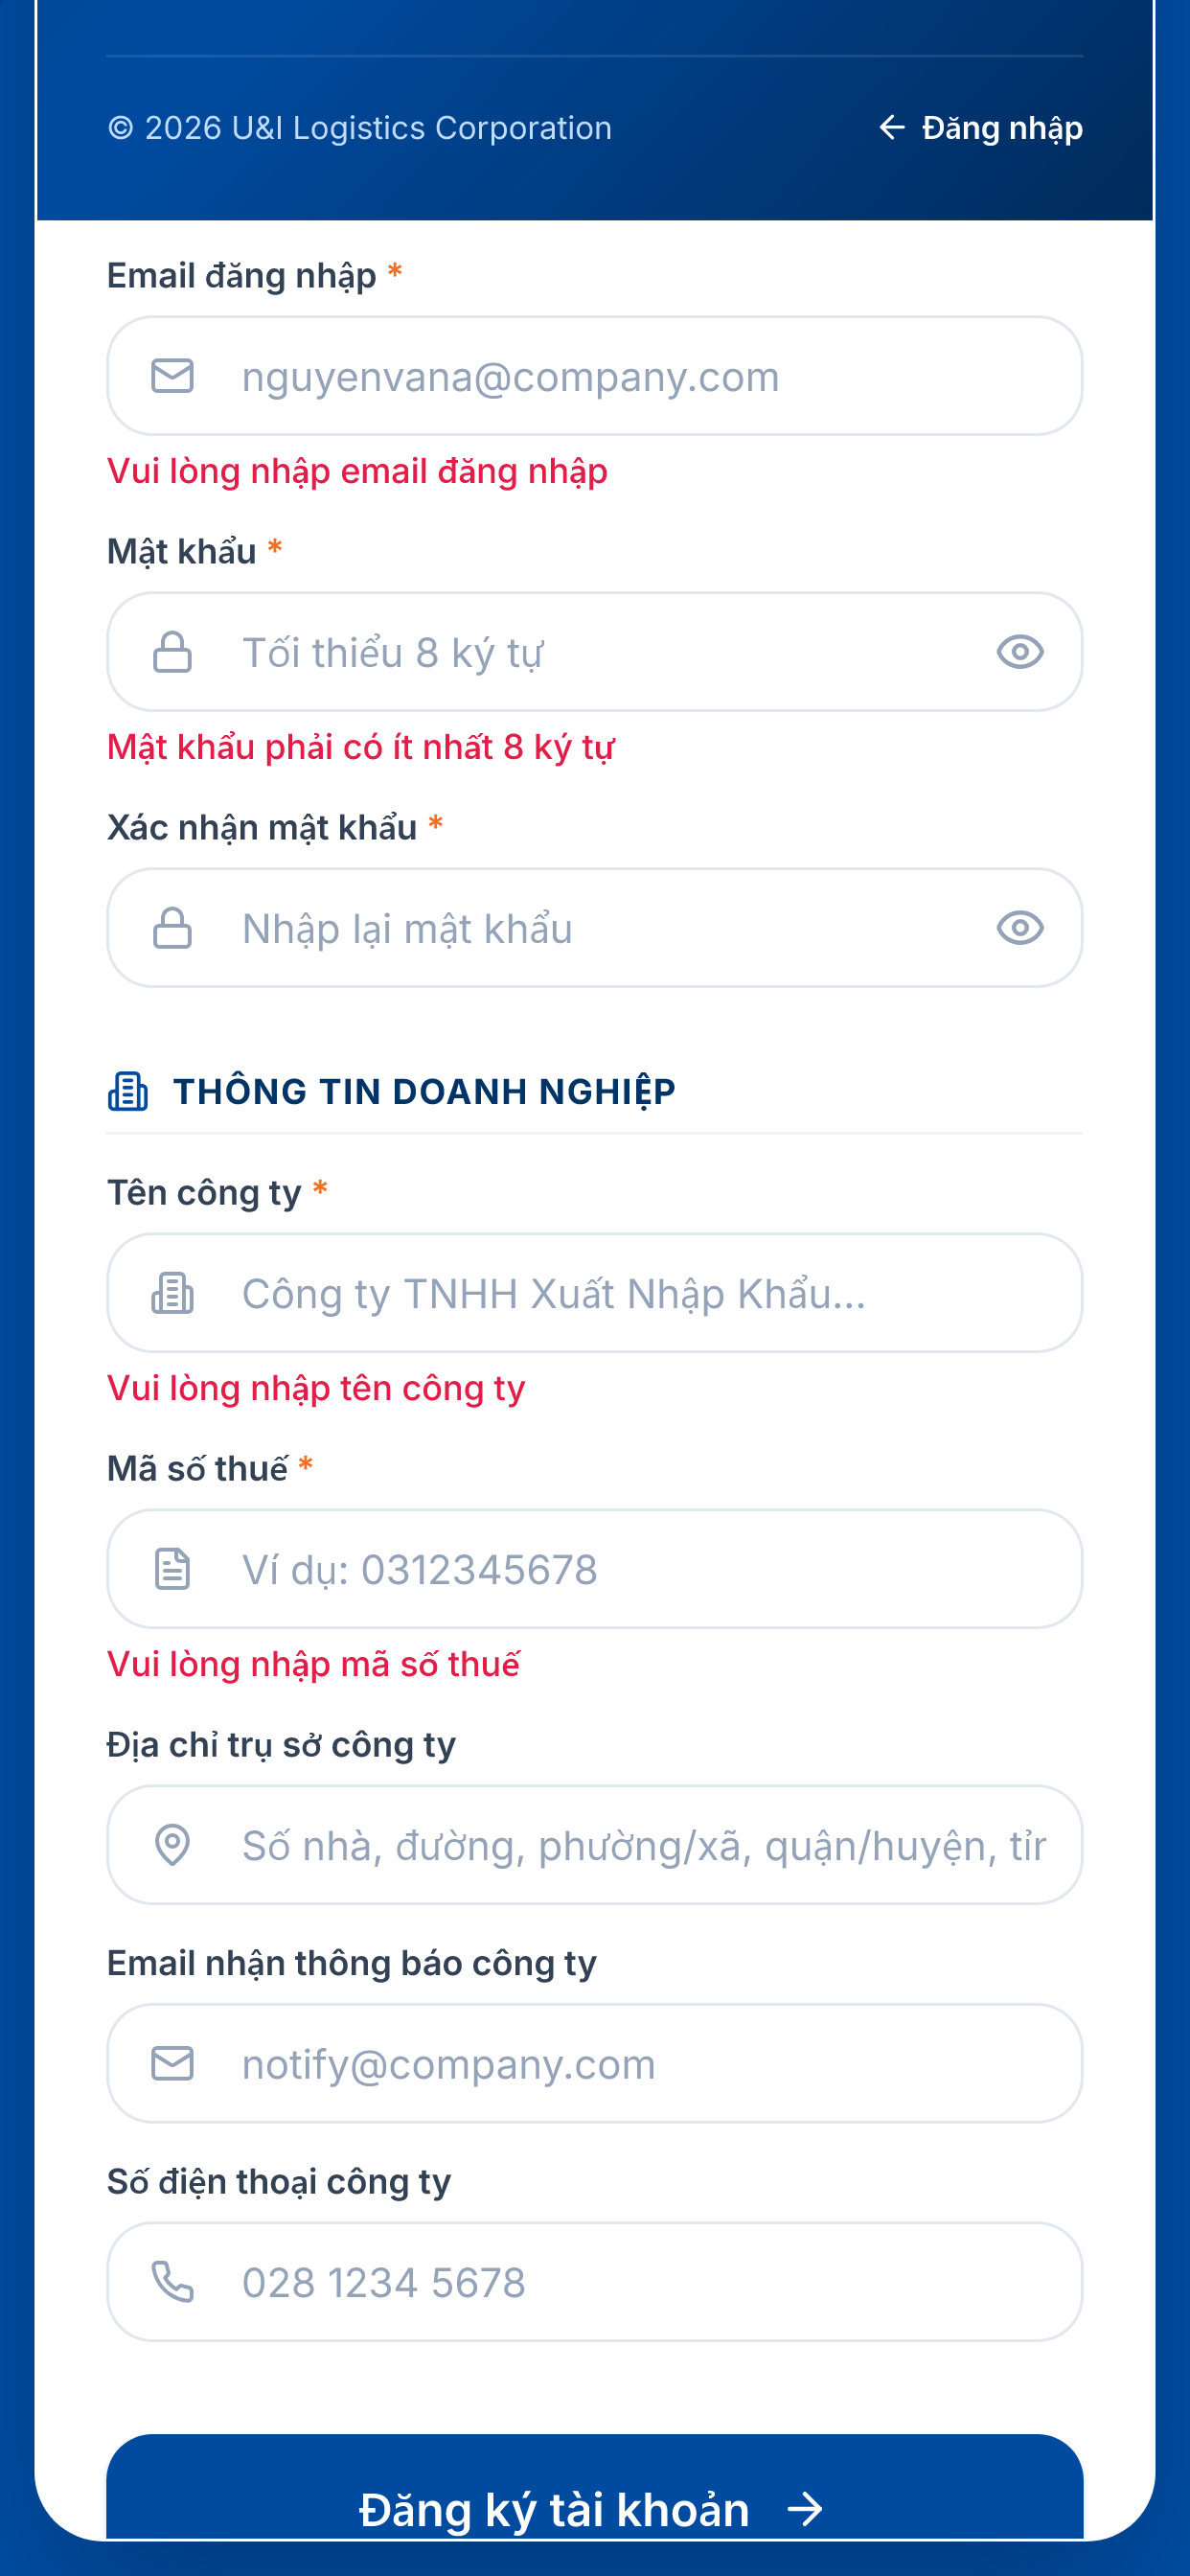 © 2026 U&I Logistics Corporation
← Đăng nhập
Email đăng nhập *
nguyenvana@company.com
Vui lòng nhập email đăng nhập
Mật khẩu *
Tối thiểu 8 ký tự
Mật khẩu phải có ít nhất 8 ký tự
Xác nhận mật khẩu *
Nhập lại mật khẩu
THÔNG TIN DOANH NGHIỆP
Tên công ty *
Công ty TNHH Xuất Nhập Khẩu...
Vui lòng nhập tên công ty
Mã số thuế *
Ví dụ: 0312345678
Vui lòng nhập mã số thuế
Địa chỉ trụ sở công ty
Số nhà, đường, phường/xã, quận/huyện,
Email nhận thông báo công ty
notify@company.com
Số điện thoại công ty
028 1234 5678
Đăng ký tài khoản →